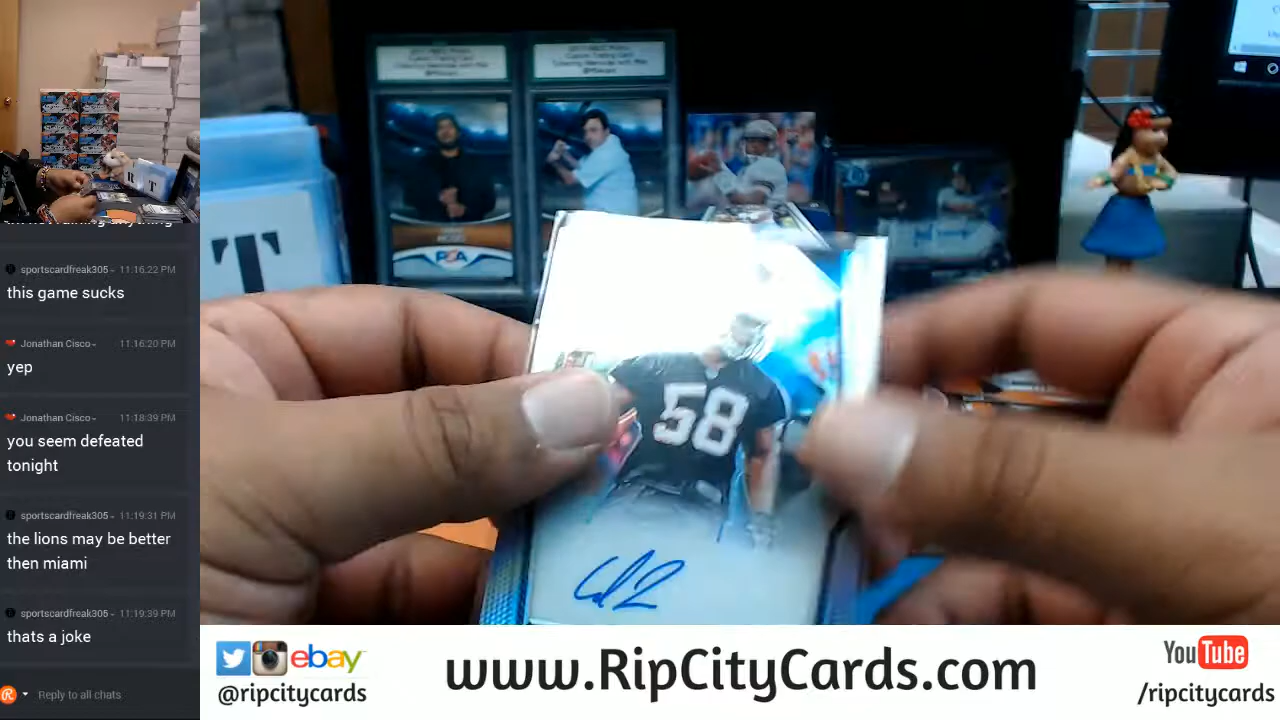 sportscardfreak305 - 11:16:22 PM
this game sucks
Jonathan Cisco - 11:16:20 PM
yep
Jonathan Cisco - 11:18:39 PM
you seem defeated
tonight
sportscardfreak305 - 11:19:31 PM
the lions may be better
then miami
sportscardfreak305 - 11:19:39 PM
thats a joke
Reply to all chats
R T
T
PSA
58
ebay
@ripcitycards
www.RipCityCards.com
YouTube
/ripcitycards